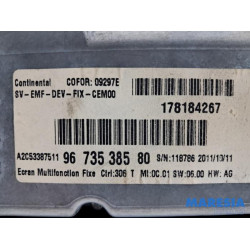 Continental COFOR: 09297E
SV-EMF-DEV-FIX-CEM00
178184267
A2C53387511 96 735 385 80 S/N:118786 2011/10/11
Ecran Multifonction Fixe Ctrl:306 T MI:0C.01 SW:06.00 HW: AG